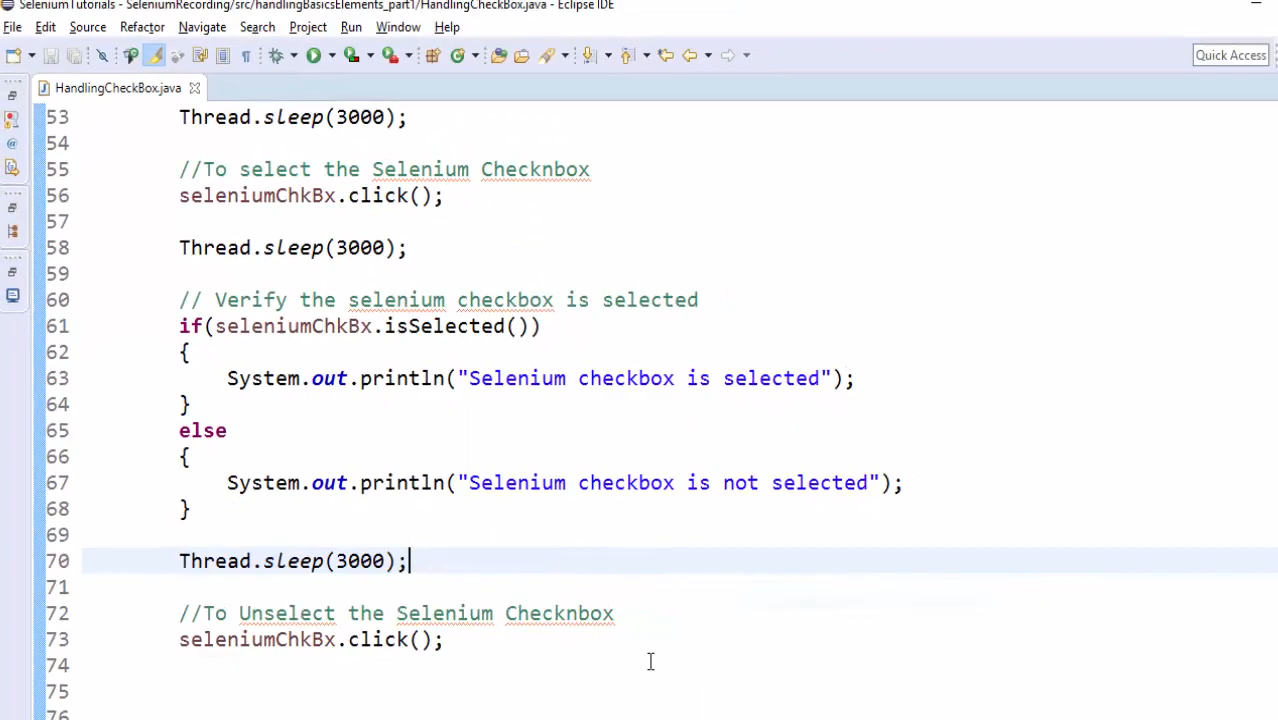 SeleniumTutorials - SeleniumRecording/src/handlingBasicsElements_part1/HandlingCheckBox.java - Eclipse IDE
File Edit Source Refactor Navigate Search Project Run Window Help
Quick Access
HandlingCheckBox.java
53 Thread.sleep(3000);
54
55 //To select the Selenium Checknbox
56 seleniumChkBx.click();
57
58 Thread.sleep(3000);
59
60 // Verify the selenium checkbox is selected
61 if(seleniumChkBx.isSelected())
62 {
63 System.out.println("Selenium checkbox is selected");
64 }
65 else
66 {
67 System.out.println("Selenium checkbox is not selected");
68 }
69
70 Thread.sleep(3000);
71
72 //To Unselect the Selenium Checknbox
73 seleniumChkBx.click();
74
75
76